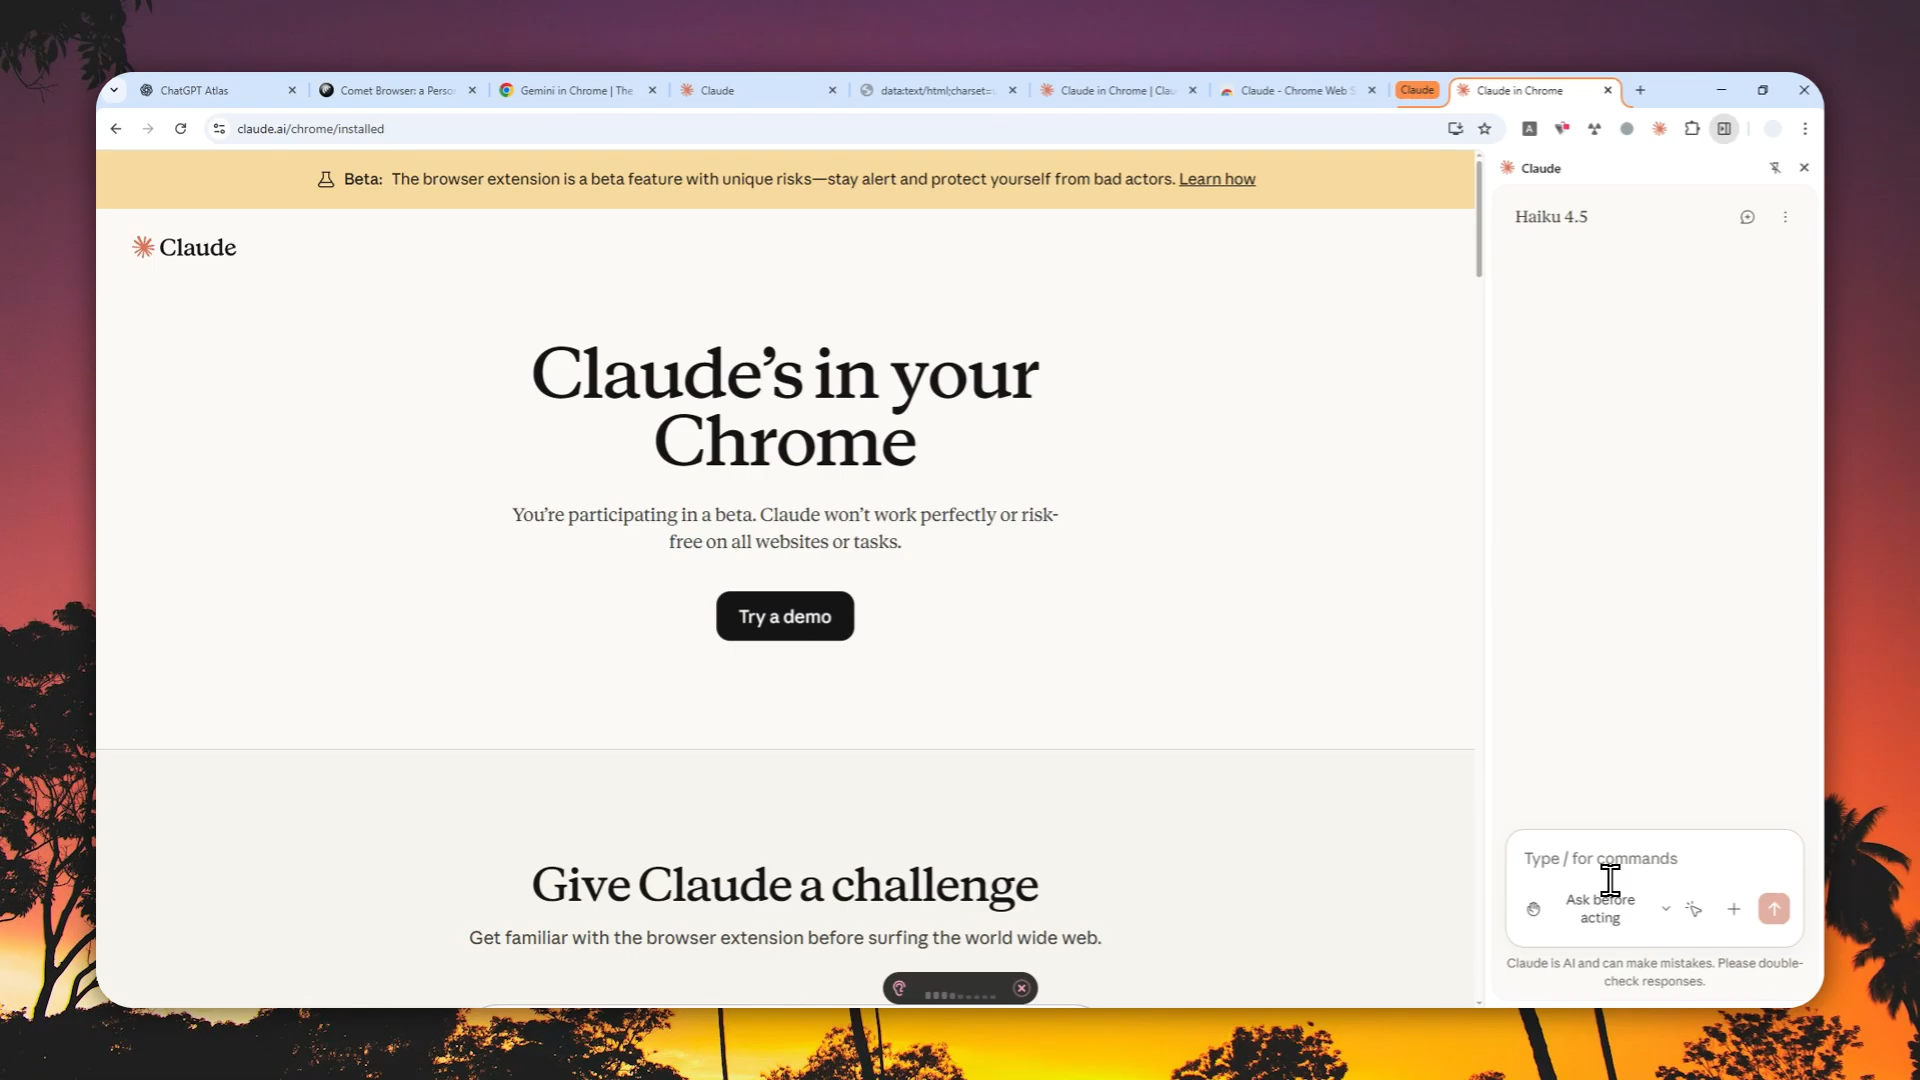 ChatGPT Atlas
Comet Browser: a Perso
Gemini in Chrome | The
Claude
data:text/html;charset=
Claude in Chrome | Clau
Claude - Chrome Web S
Claude
Claude in Chrome
claude.ai/chrome/installed
Beta: The browser extension is a beta feature with unique risks—stay alert and protect yourself from bad actors. Learn how
Claude
Claude
Haiku 4.5
Claude's in your
Chrome
You're participating in a beta. Claude won't work perfectly or risk-
free on all websites or tasks.
Try a demo
Give Claude a challenge
Get familiar with the browser extension before surfing the world wide web.
Type / for commands
Ask before
acting
Claude is AI and can make mistakes. Please double-
check responses.